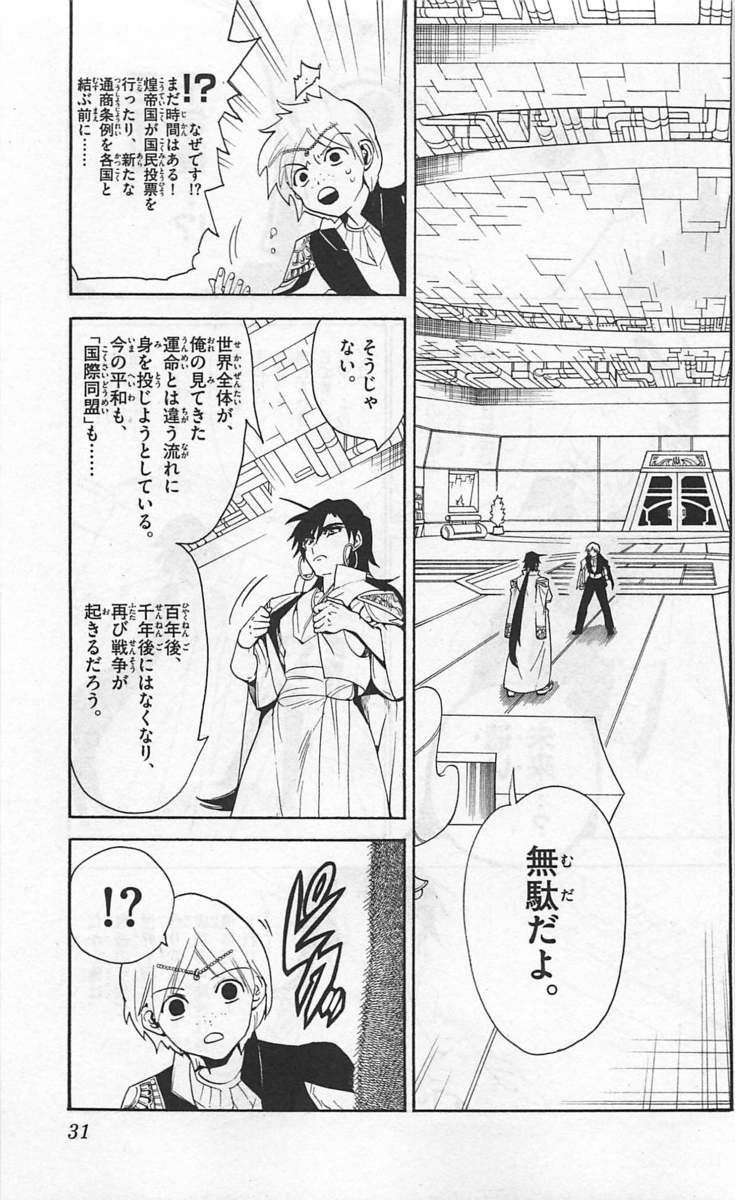 無駄だよ。
!?
なぜです!?
まだ時間はある!
煌帝国が国民投票を
行ったり、新たな
通商条例を各国と
結ぶ前に……
そうじゃ
ない。
世界全体が、
俺の見てきた
運命とは違う流れに
身を投じようとしている。
今の平和も、
「国際同盟」も……
百年後、
千年後にはなくなり、
再び戦争が
起きるだろう。
ピカッ
!?
31